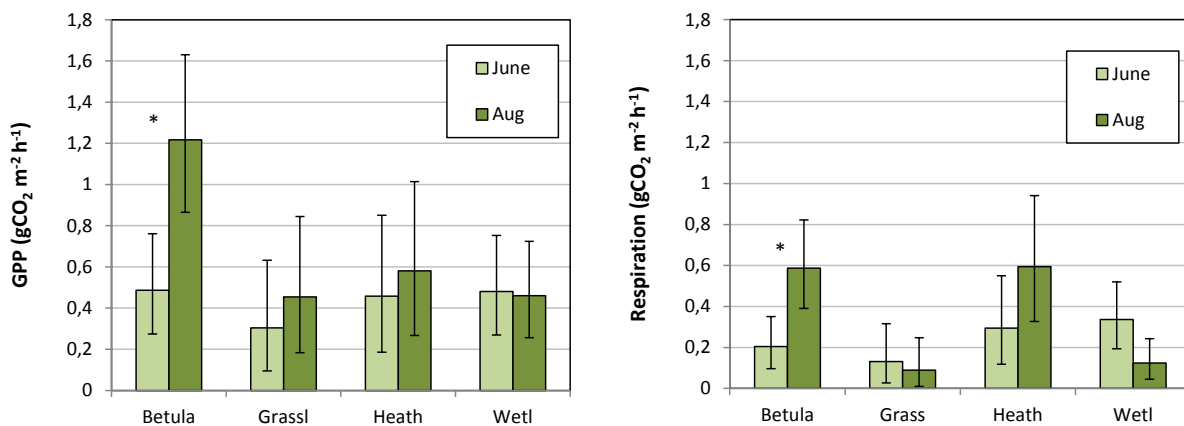 GPP (gCO₂ m⁻² h⁻¹)
1,8
1,6
1,4
1,2
1
0,8
0,6
0,4
0,2
0
*
June
Aug
Betula Grassl Heath Wetl
Respiration (gCO₂ m⁻² h⁻¹)
1,8
1,6
1,4
1,2
1
0,8
0,6
0,4
0,2
0
*
June
Aug
Betula Grass Heath Wetl